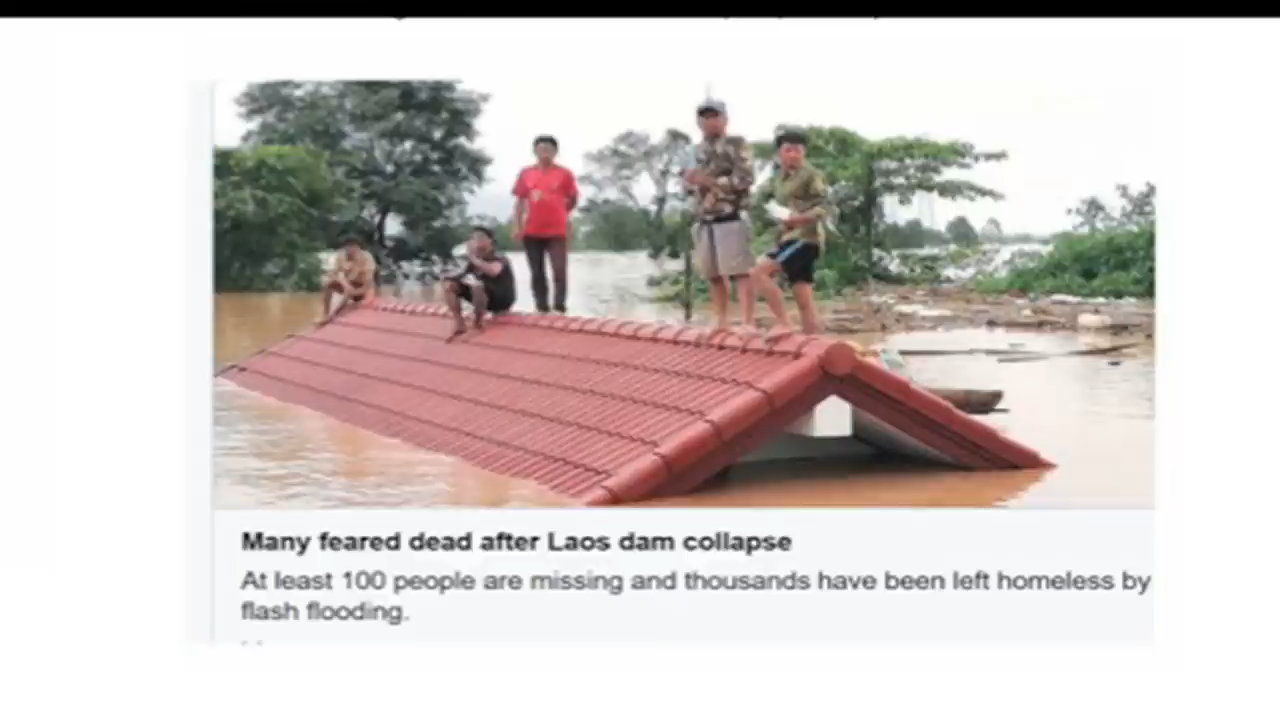 Many feared dead after Laos dam collapse
At least 100 people are missing and thousands have been left homeless by
flash flooding.